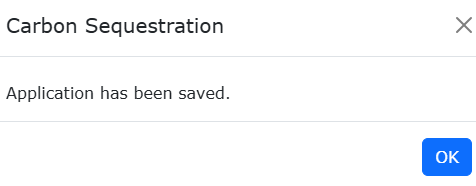 Carbon Sequestration
Application has been saved.
OK